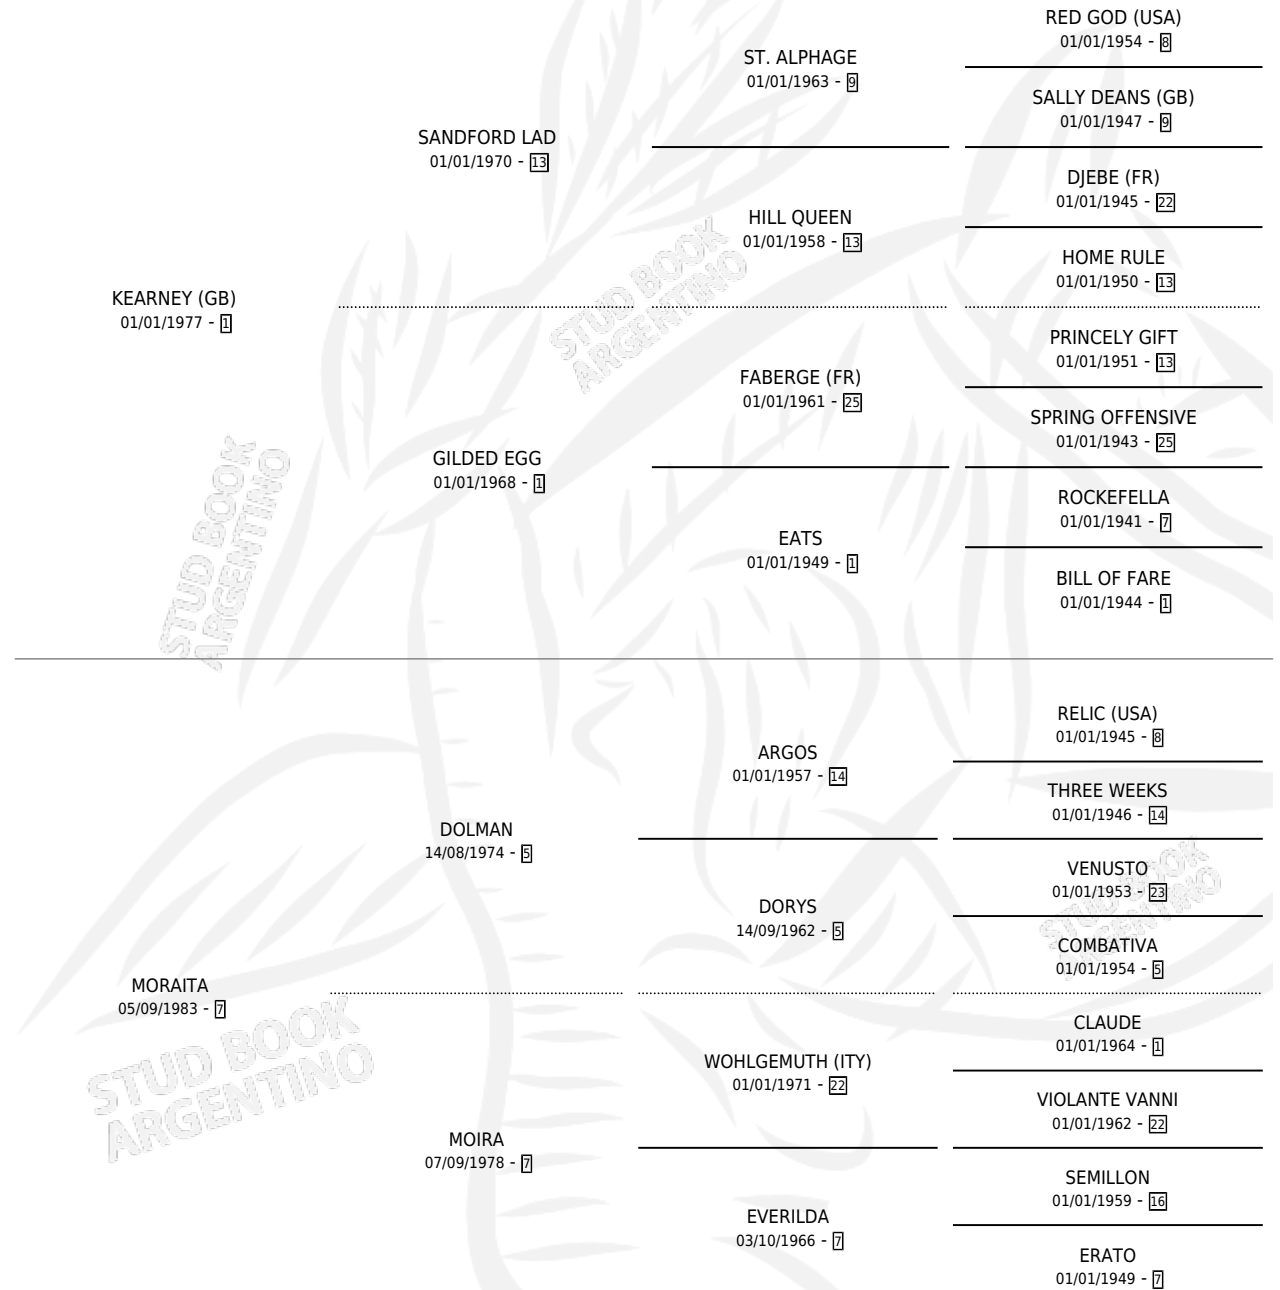 KEARNEY (GB)
01/01/1977 - 1
SANDFORD LAD
01/01/1970 - 13
GILDED EGG
01/01/1968 - 1
ST. ALPHAGE
01/01/1963 - 9
HILL QUEEN
01/01/1958 - 13
FABERGE (FR)
01/01/1961 - 25
EATS
01/01/1949 - 1
RED GOD (USA)
01/01/1954 - 8
SALLY DEANS (GB)
01/01/1947 - 9
DJEBE (FR)
01/01/1945 - 22
HOME RULE
01/01/1950 - 13
PRINCELY GIFT
01/01/1951 - 13
SPRING OFFENSIVE
01/01/1943 - 25
ROCKEFELLA
01/01/1941 - 7
BILL OF FARE
01/01/1944 - 1
MORAITA
05/09/1983 - 7
DOLMAN
14/08/1974 - 5
MOIRA
07/09/1978 - 7
ARGOS
01/01/1957 - 14
DORYS
14/09/1962 - 5
WOHLGEMUTH (ITY)
01/01/1971 - 22
EVERILDA
03/10/1966 - 7
RELIC (USA)
01/01/1945 - 8
THREE WEEKS
01/01/1946 - 14
VENUSTO
01/01/1953 - 23
COMBATIVA
01/01/1954 - 5
CLAUDE
01/01/1964 - 1
VIOLANTE VANNI
01/01/1962 - 22
SEMILLON
01/01/1959 - 16
ERATO
01/01/1949 - 7
STUD BOOK
ARGENTINO
STUD BOOK
ARGENTINO
STUD BOOK
ARGENTINO
STUD BOOK
ARGENTINO